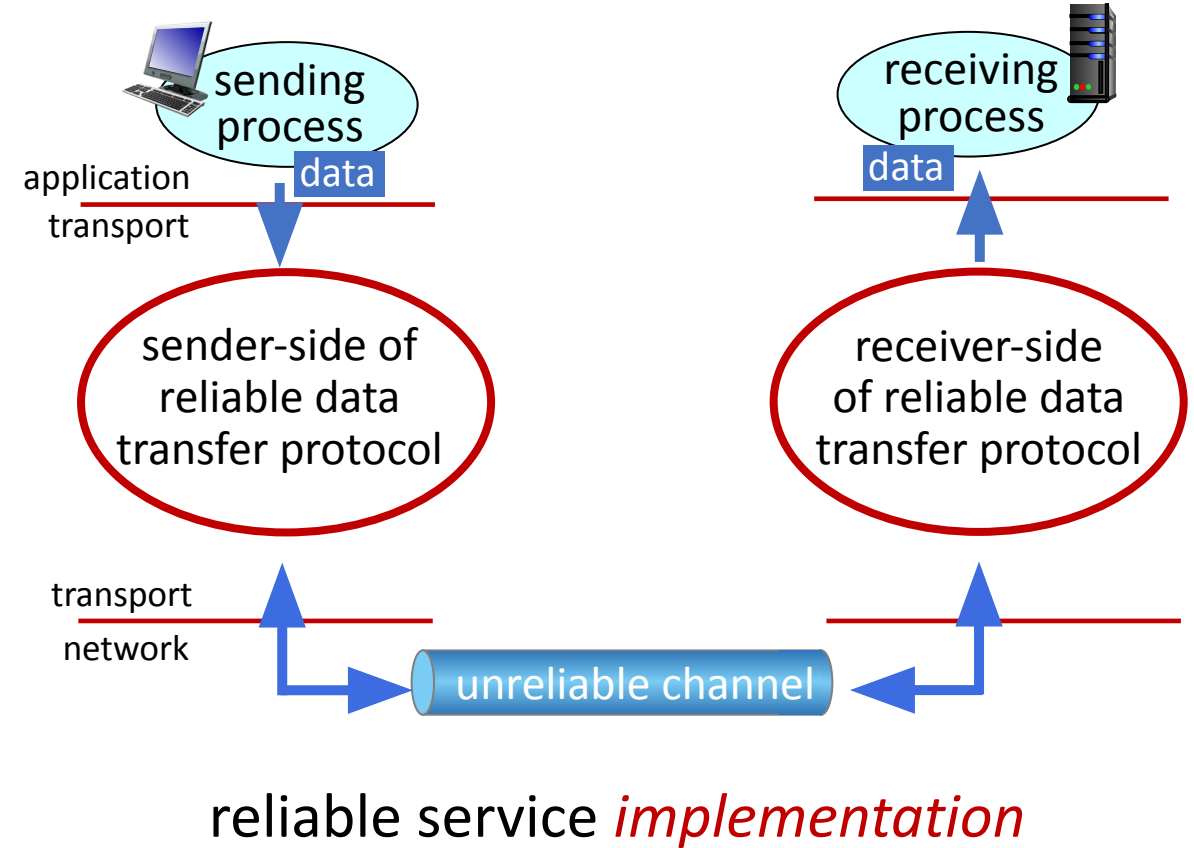 sending
process
data
application
transport
receiving
process
data
sender-side of
reliable data
transfer protocol
receiver-side
of reliable data
transfer protocol
transport
network
unreliable channel
reliable service implementation